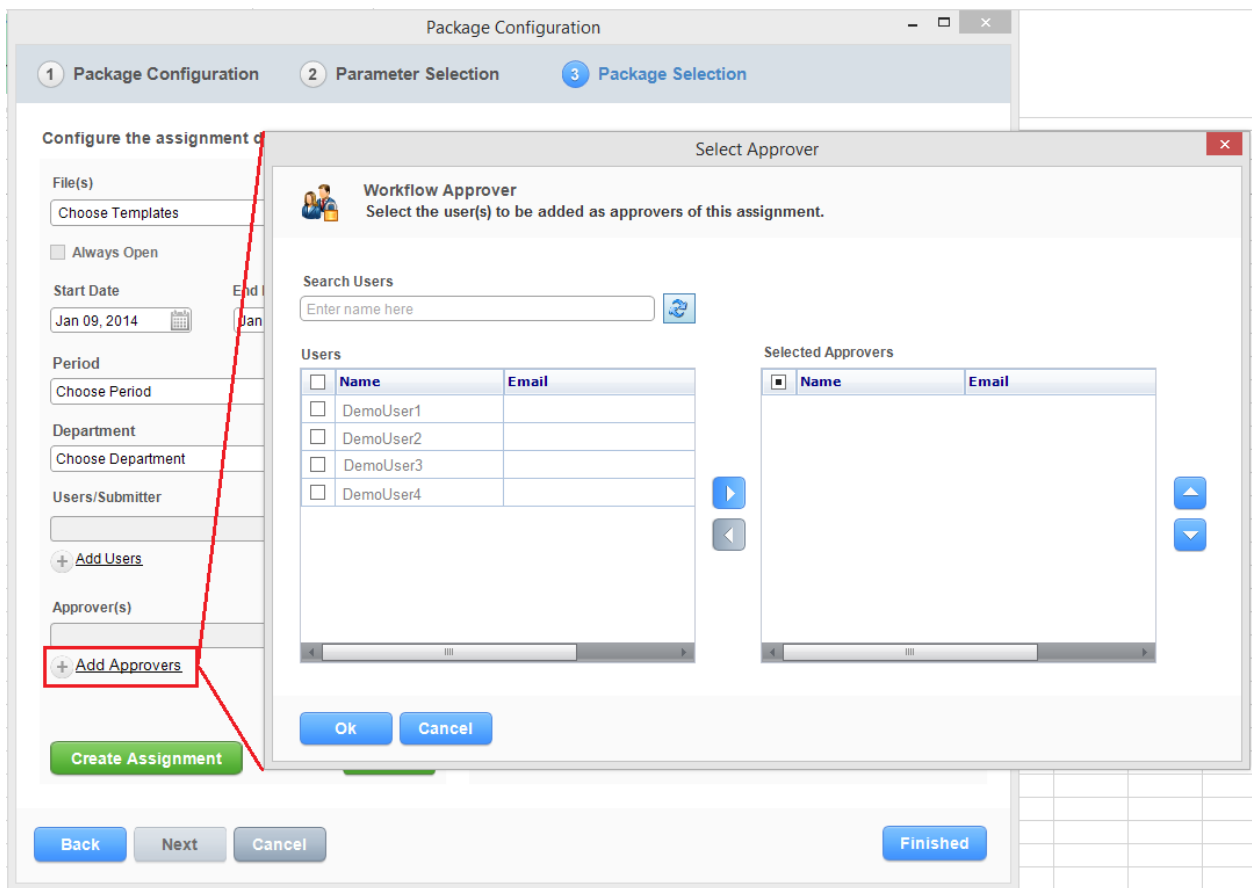 Package Configuration
1 Package Configuration 2 Parameter Selection 3 Package Selection
Configure the assignment d
File(s)
Choose Templates
Always Open
Start Date End
Jan 09, 2014 Jan
Period
Choose Period
Department
Choose Department
Users/Submitter
Add Users
Approver(s)
Add Approvers
Create Assignment
Back Next Cancel Finished
Select Approver
Workflow Approver
Select the user(s) to be added as approvers of this assignment.
Search Users
Enter name here
Users Selected Approvers
Name Email Name Email
DemoUser1
DemoUser2
DemoUser3
DemoUser4
Ok Cancel